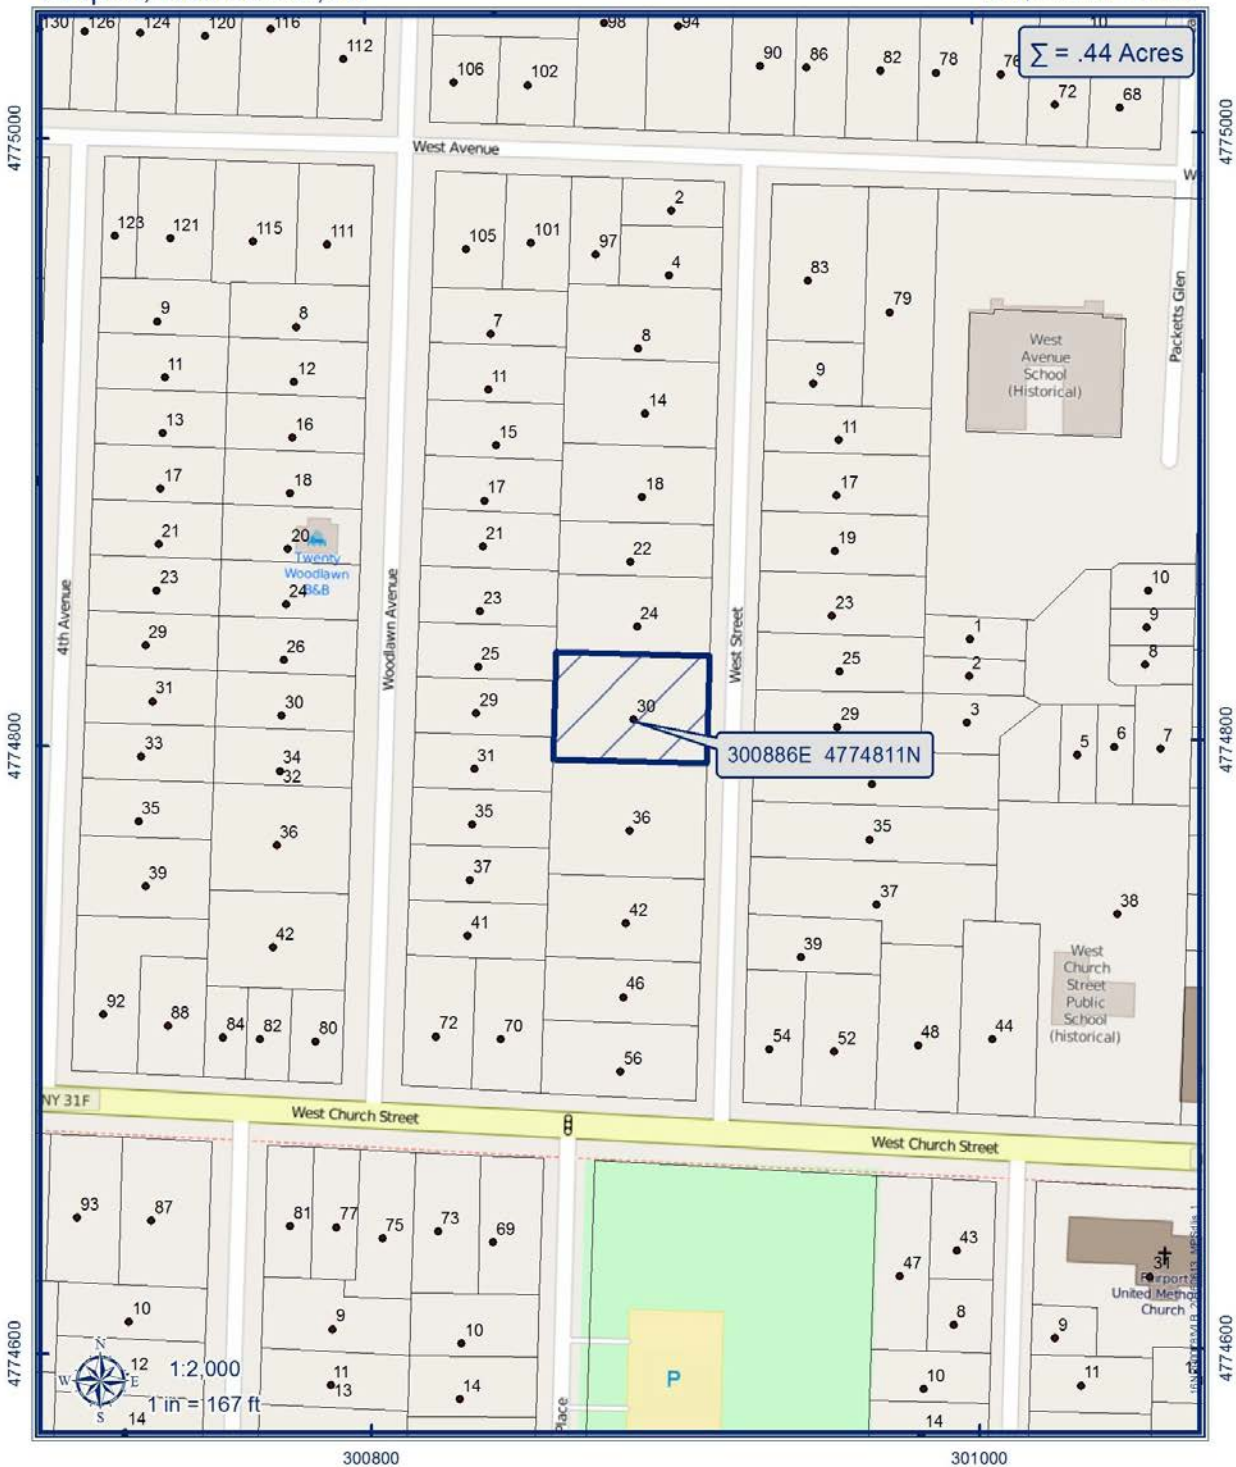 130 126 124 120 116 98 94 10
112 90 86 82 78 76 Σ = .44 Acres
106 102 72 68
4775000 4775000
West Avenue
2
123 121 115 111 105 101 97 4 83 79
Packetts Glen
9 8 7 8
West
Avenue
School
(Historical)
11 12 11 14 9
13 16 15 11
17 18 17 18 17
21 20 21 22 19
Twenty
Woodlawn
B&B
10
4th Avenue
Woodlawn Avenue
West Street
23 24 23 24 23 1 9
29 26 25 25 2 8
31 30 29 30 29 3
33 34 31 300886E 4774811N 5 6 7
32
4774800 4774800
35 36 35 36 35
39 37 37 38
42 41 42 39
West
Church
Street
Public
School
(historical)
92 88 84 82 80 72 70 46 54 52 48 44
56
NY 31F
West Church Street
West Church Street
93 87 81 77 75 73 69 47 43
31
Fairport
United Metho
Church
10 9 10 8 9
N
W E
S
12 1:2,000 11 14 10 11
13
1 in = 167 ft
14 P 14
Place
4774600 4774600
300800 301000